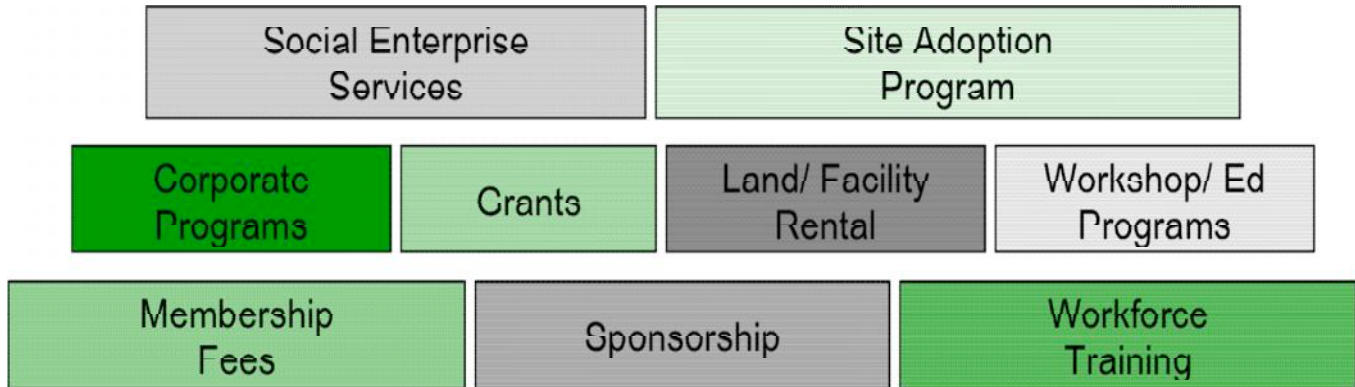 Social Enterprise
Services
Site Adoption
Program
Corporate
Programs
Grants
Land/ Facility
Rental
Workshop/ Ed
Programs
Membership
Fees
Sponsorship
Workforce
Training